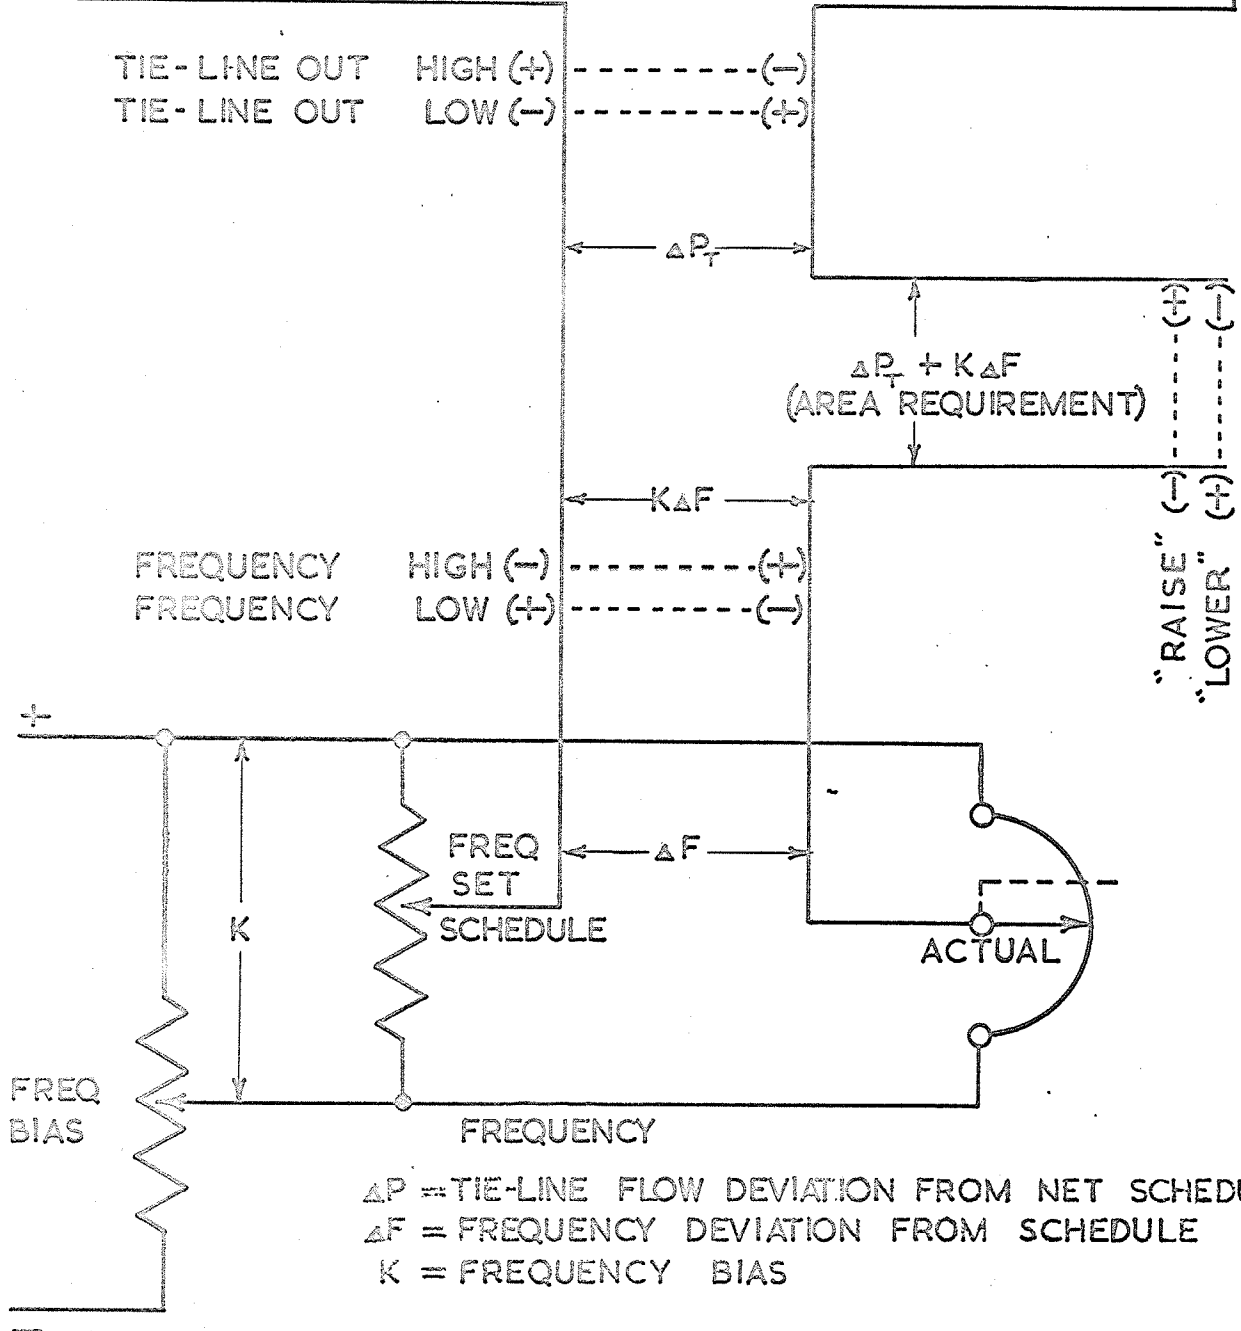 TIE-LINE OUT HIGH (+) (-)
TIE-LINE OUT LOW (-) (+)
ΔP_T
(+) (-)
ΔP_T + KΔF
(AREA REQUIREMENT)
(-) (+)
KΔF
FREQUENCY HIGH (-) (+)
FREQUENCY LOW (+) (-)
"RAISE"
"LOWER"
+
FREQ
SET
SCHEDULE
ΔF
K
ACTUAL
FREQ
BIAS
FREQUENCY
ΔP = TIE-LINE FLOW DEVIATION FROM NET SCHEDU
ΔF = FREQUENCY DEVIATION FROM SCHEDULE
K = FREQUENCY BIAS